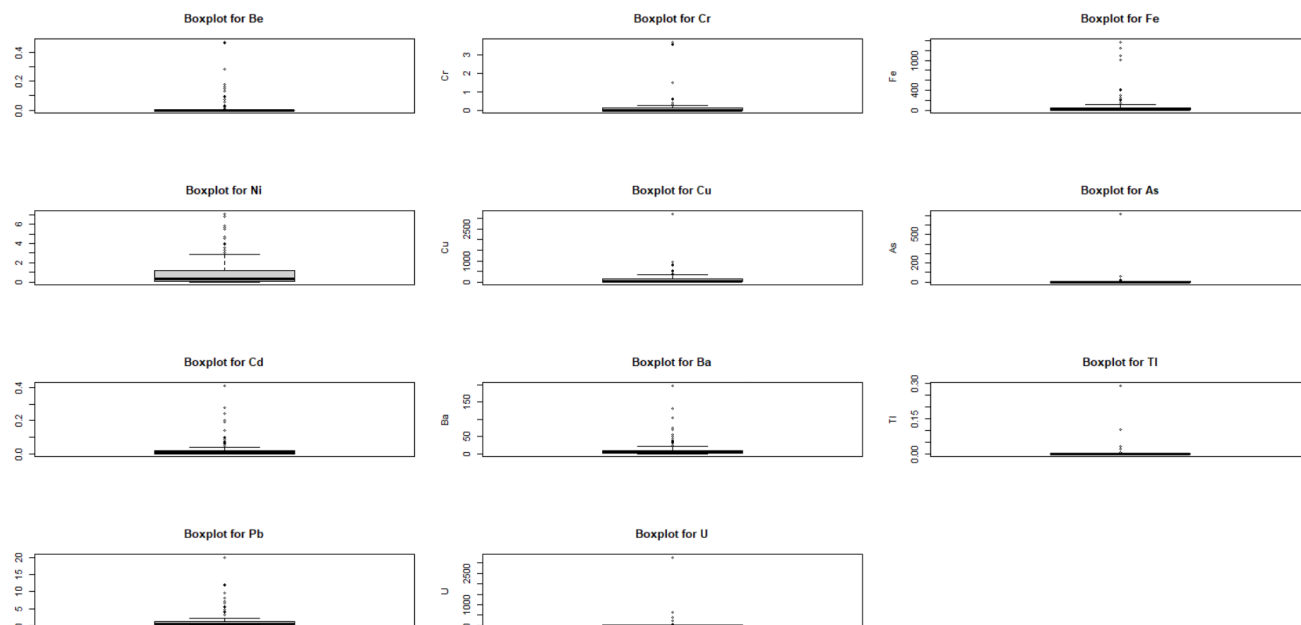 Boxplot for Be
Boxplot for Cr
Boxplot for Fe
0.4
0.2
0.0
Cr
3
2
1
0
Fe
1000
400
0
Boxplot for Ni
Boxplot for Cu
Boxplot for As
6
4
2
0
Cu
2500
1000
0
As
500
200
0
Boxplot for Cd
Boxplot for Ba
Boxplot for Tl
0.4
0.2
0.0
Ba
150
50
0
Tl
0.30
0.15
0.00
Boxplot for Pb
Boxplot for U
20
15
10
5
0
U
2500
1000